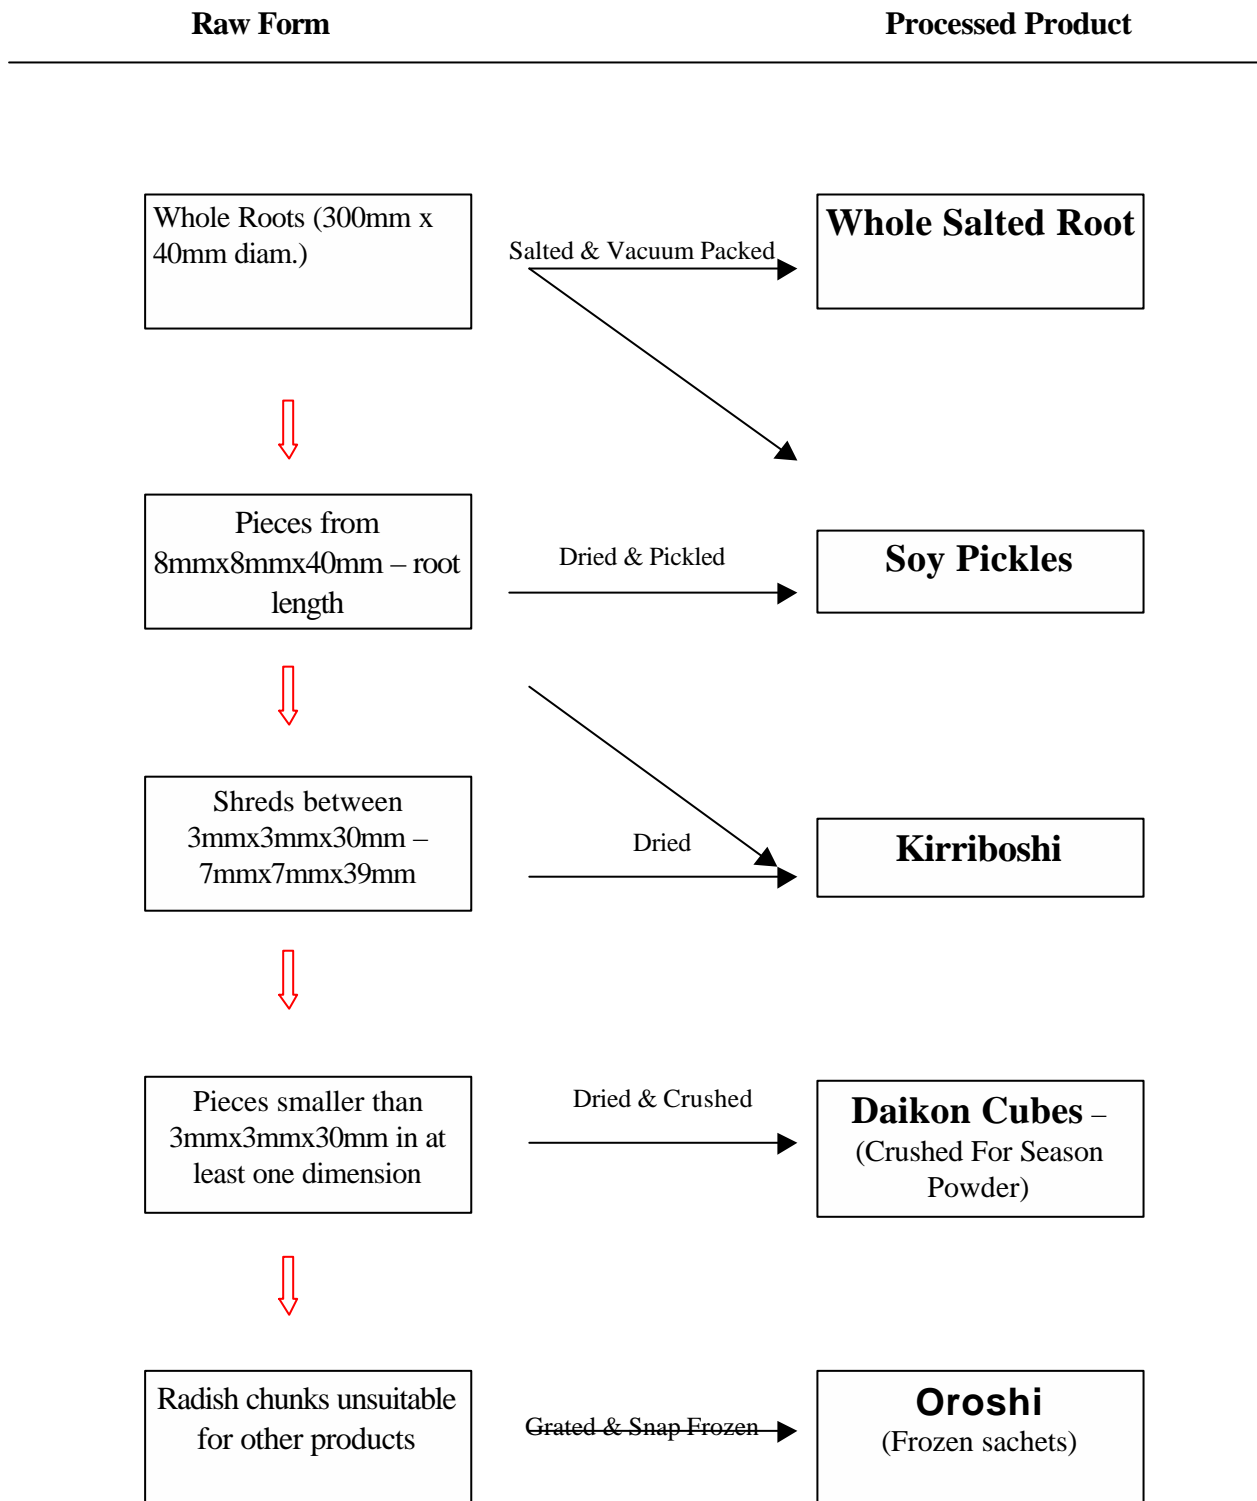 Raw Form
Processed Product
Whole Roots (300mm x
40mm diam.)
Salted & Vacuum Packed
Whole Salted Root
Pieces from
8mmx8mmx40mm – root
length
Dried & Pickled
Soy Pickles
Shreds between
3mmx3mmx30mm –
7mmx7mmx39mm
Dried
Kirriboshi
Pieces smaller than
3mmx3mmx30mm in at
least one dimension
Dried & Crushed
Daikon Cubes –
(Crushed For Season
Powder)
Radish chunks unsuitable
for other products
Grated & Snap Frozen
Oroshi
(Frozen sachets)